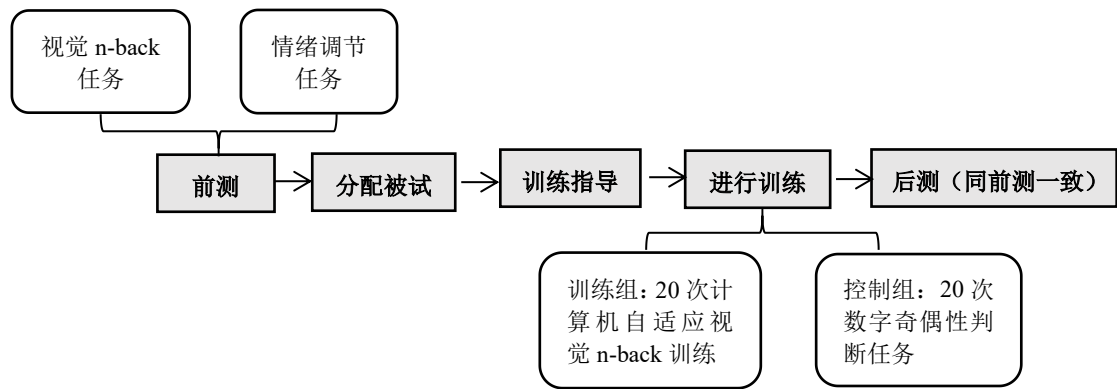 视觉 n-back
任务
情绪调节
任务
前测
分配被试
训练指导
进行训练
后测（同前测一致）
训练组：20 次计
算机自适应视
觉 n-back 训练
控制组：20 次
数字奇偶性判
断任务